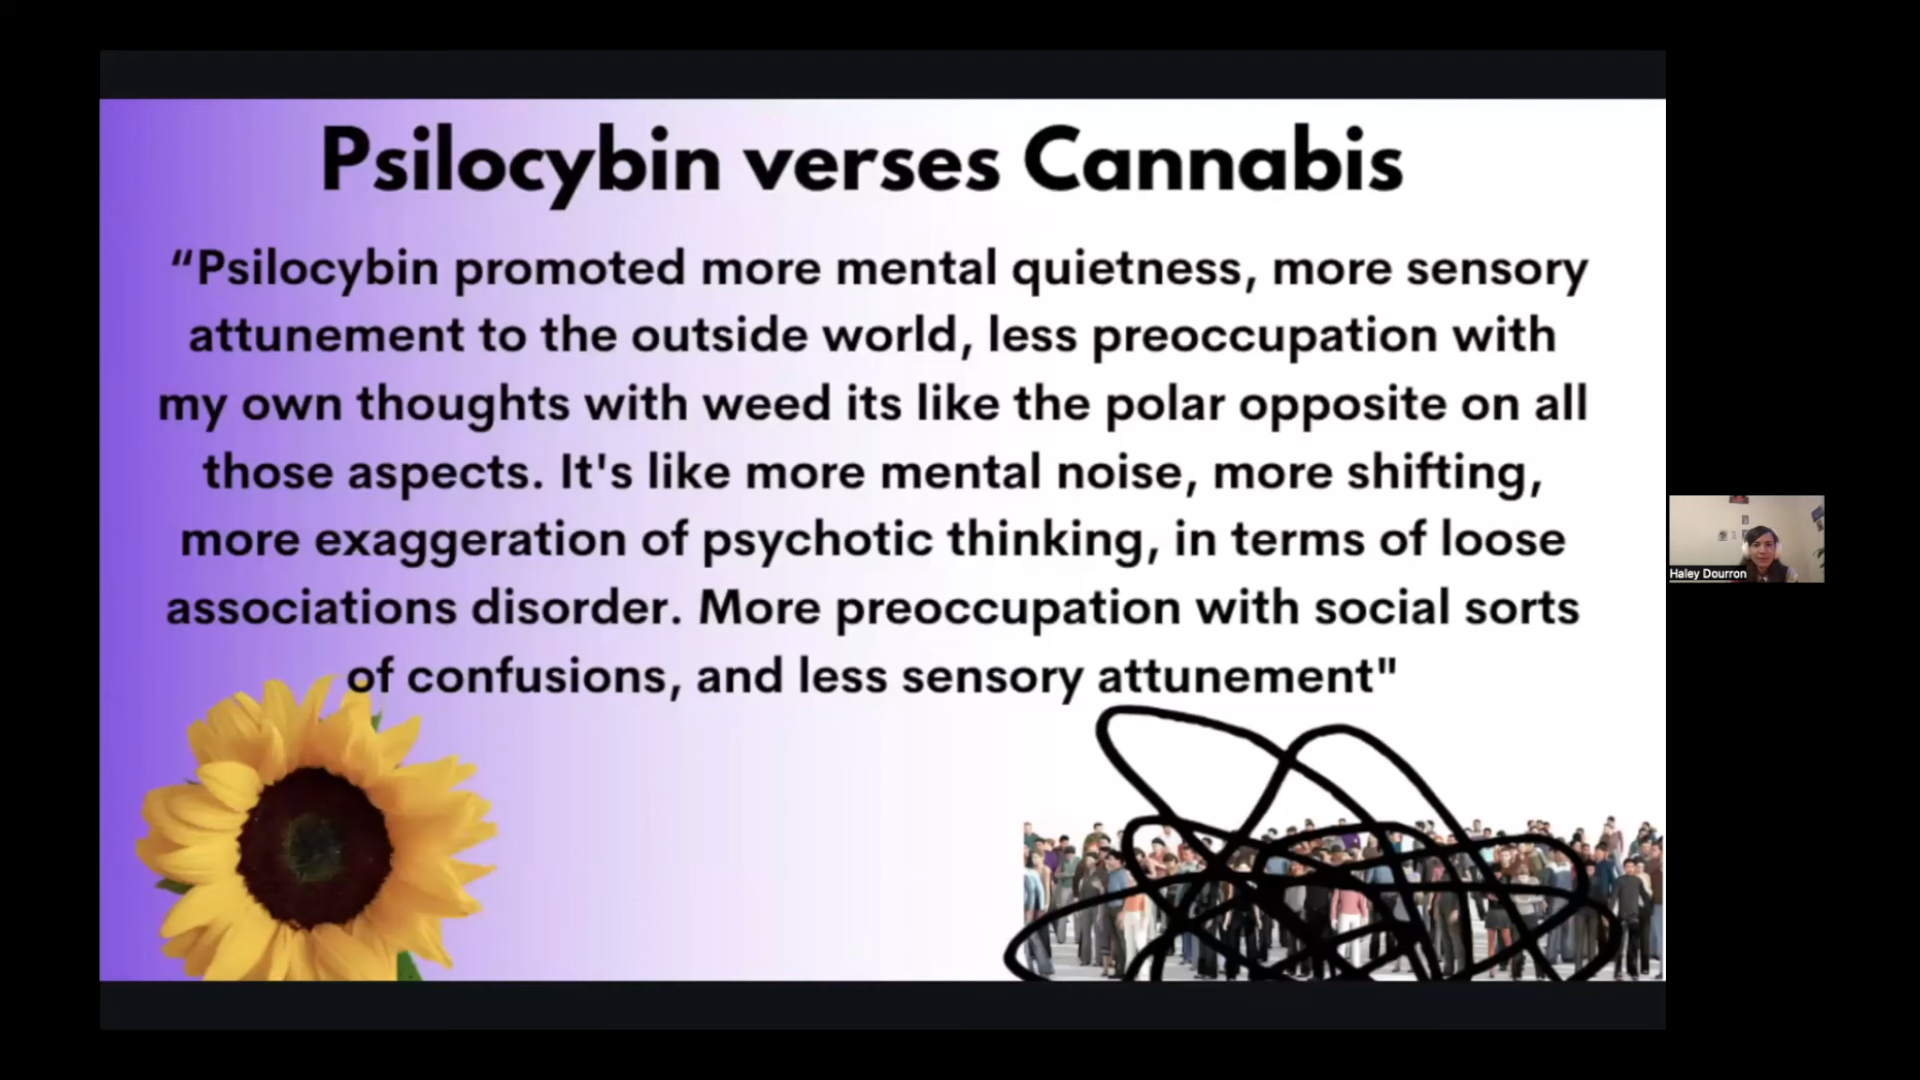 Psilocybin verses Cannabis
“Psilocybin promoted more mental quietness, more sensory
attunement to the outside world, less preoccupation with
my own thoughts with weed its like the polar opposite on all
those aspects. It's like more mental noise, more shifting,
more exaggeration of psychotic thinking, in terms of loose
associations disorder. More preoccupation with social sorts
of confusions, and less sensory attunement"
Haley Dourron